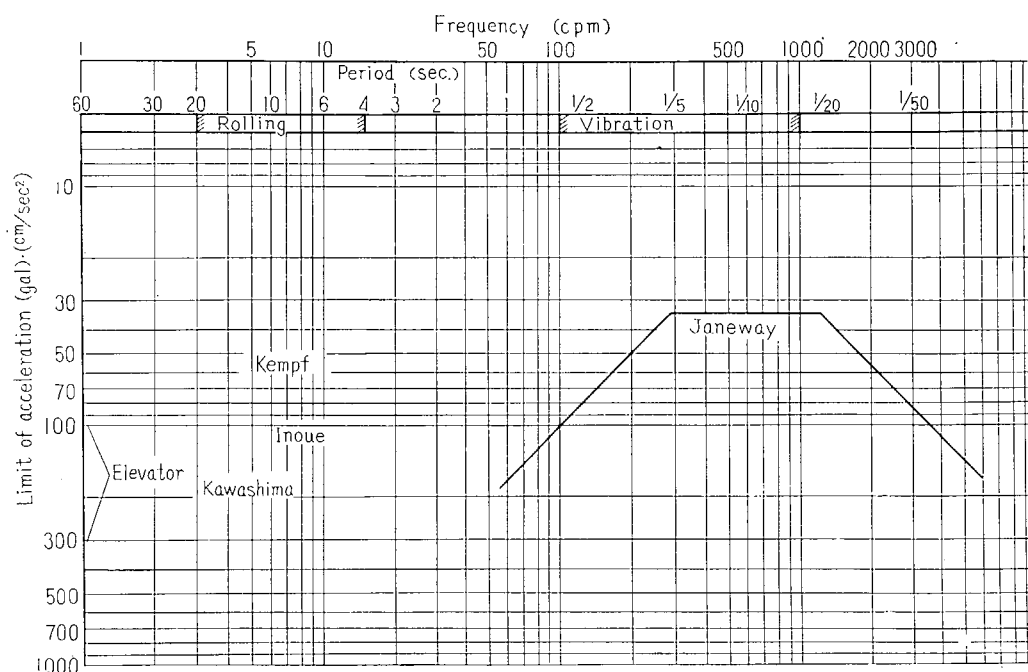 Frequency (cpm)
1 5 10 50 100 500 1000 2000 3000
Period (sec.)
60 30 20 10 6 4 3 2 1 1/2 1/5 1/10 1/20 1/50
Rolling Vibration
Limit of acceleration (gal)·(cm/sec²)
10
30
Janeway
50
Kempf
70
100
Inoue
Elevator
Kawashima
300
500
700
1000